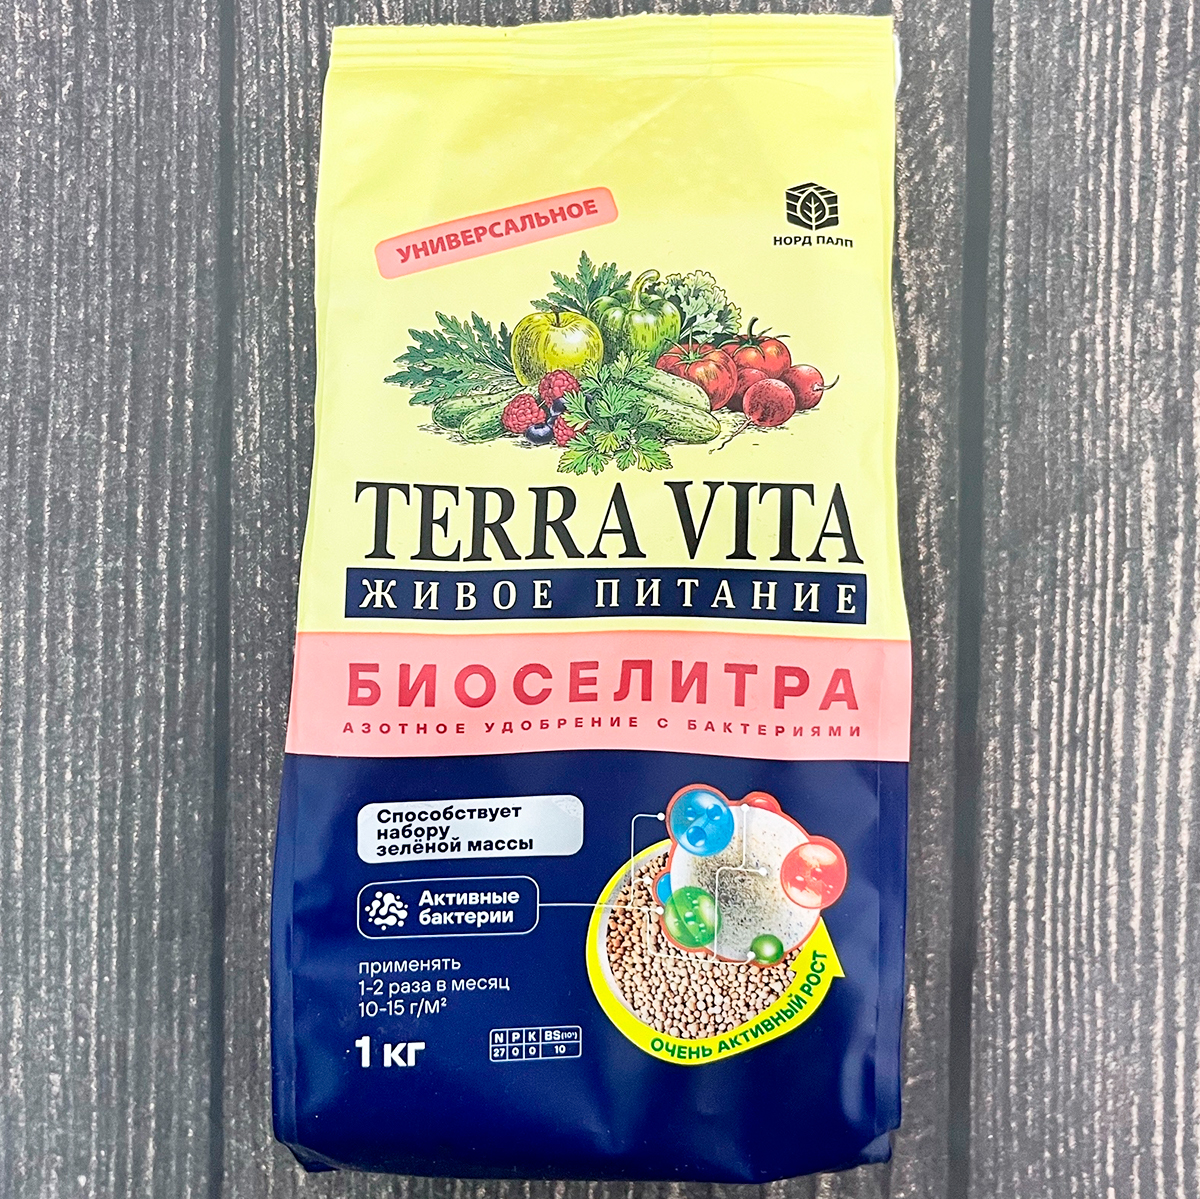 УНИВЕРСАЛЬНОЕ
НОРД ПАЛП
TERRA VITA
ЖИВОЕ ПИТАНИЕ
БИОСЕЛИТРА
АЗОТНОЕ УДОБРЕНИЕ С БАКТЕРИЯМИ
Способствует
набору
зелёной массы
Активные
бактерии
применять
1-2 раза в месяц
10-15 г/м²
1 кг
N P K BS
27 0 0 10
ОЧЕНЬ АКТИВНЫЙ РОСТ